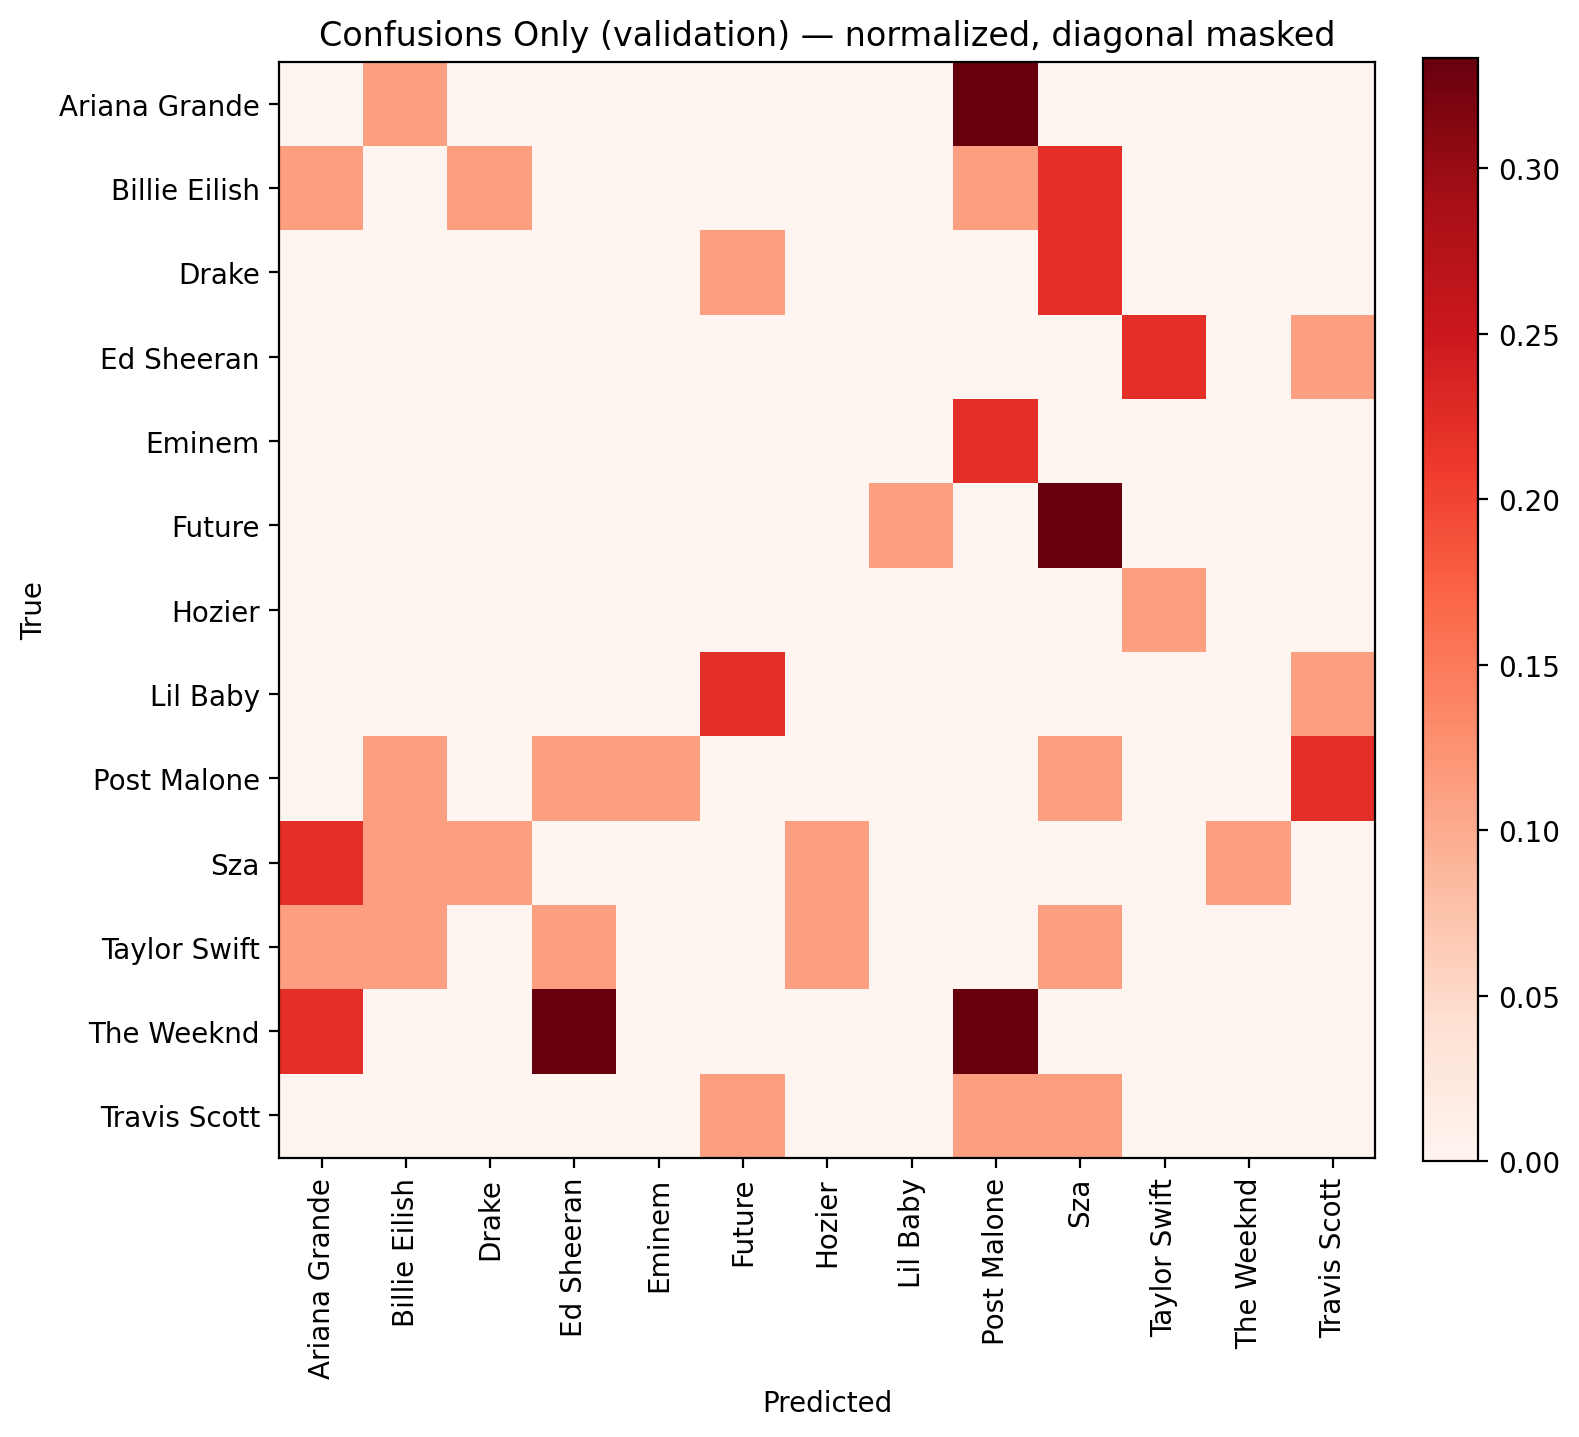 Confusions Only (validation) — normalized, diagonal masked
True
Ariana Grande
Billie Eilish
Drake
Ed Sheeran
Eminem
Future
Hozier
Lil Baby
Post Malone
Sza
Taylor Swift
The Weeknd
Travis Scott
Ariana Grande
Billie Eilish
Drake
Ed Sheeran
Eminem
Future
Hozier
Lil Baby
Post Malone
Sza
Taylor Swift
The Weeknd
Travis Scott
Predicted
0.30
0.25
0.20
0.15
0.10
0.05
0.00